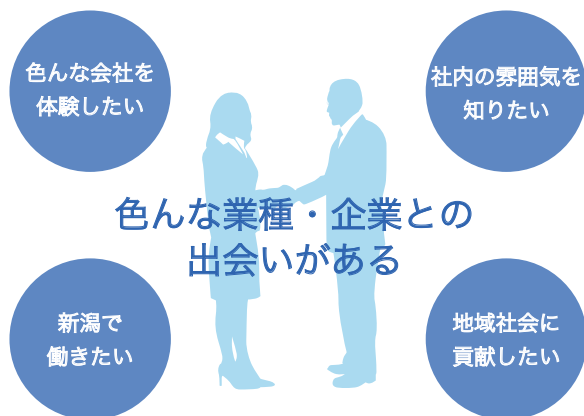 色んな会社を
体験したい
社内の雰囲気を
知りたい
色んな業種・企業との
出会いがある
新潟で
働きたい
地域社会に
貢献したい